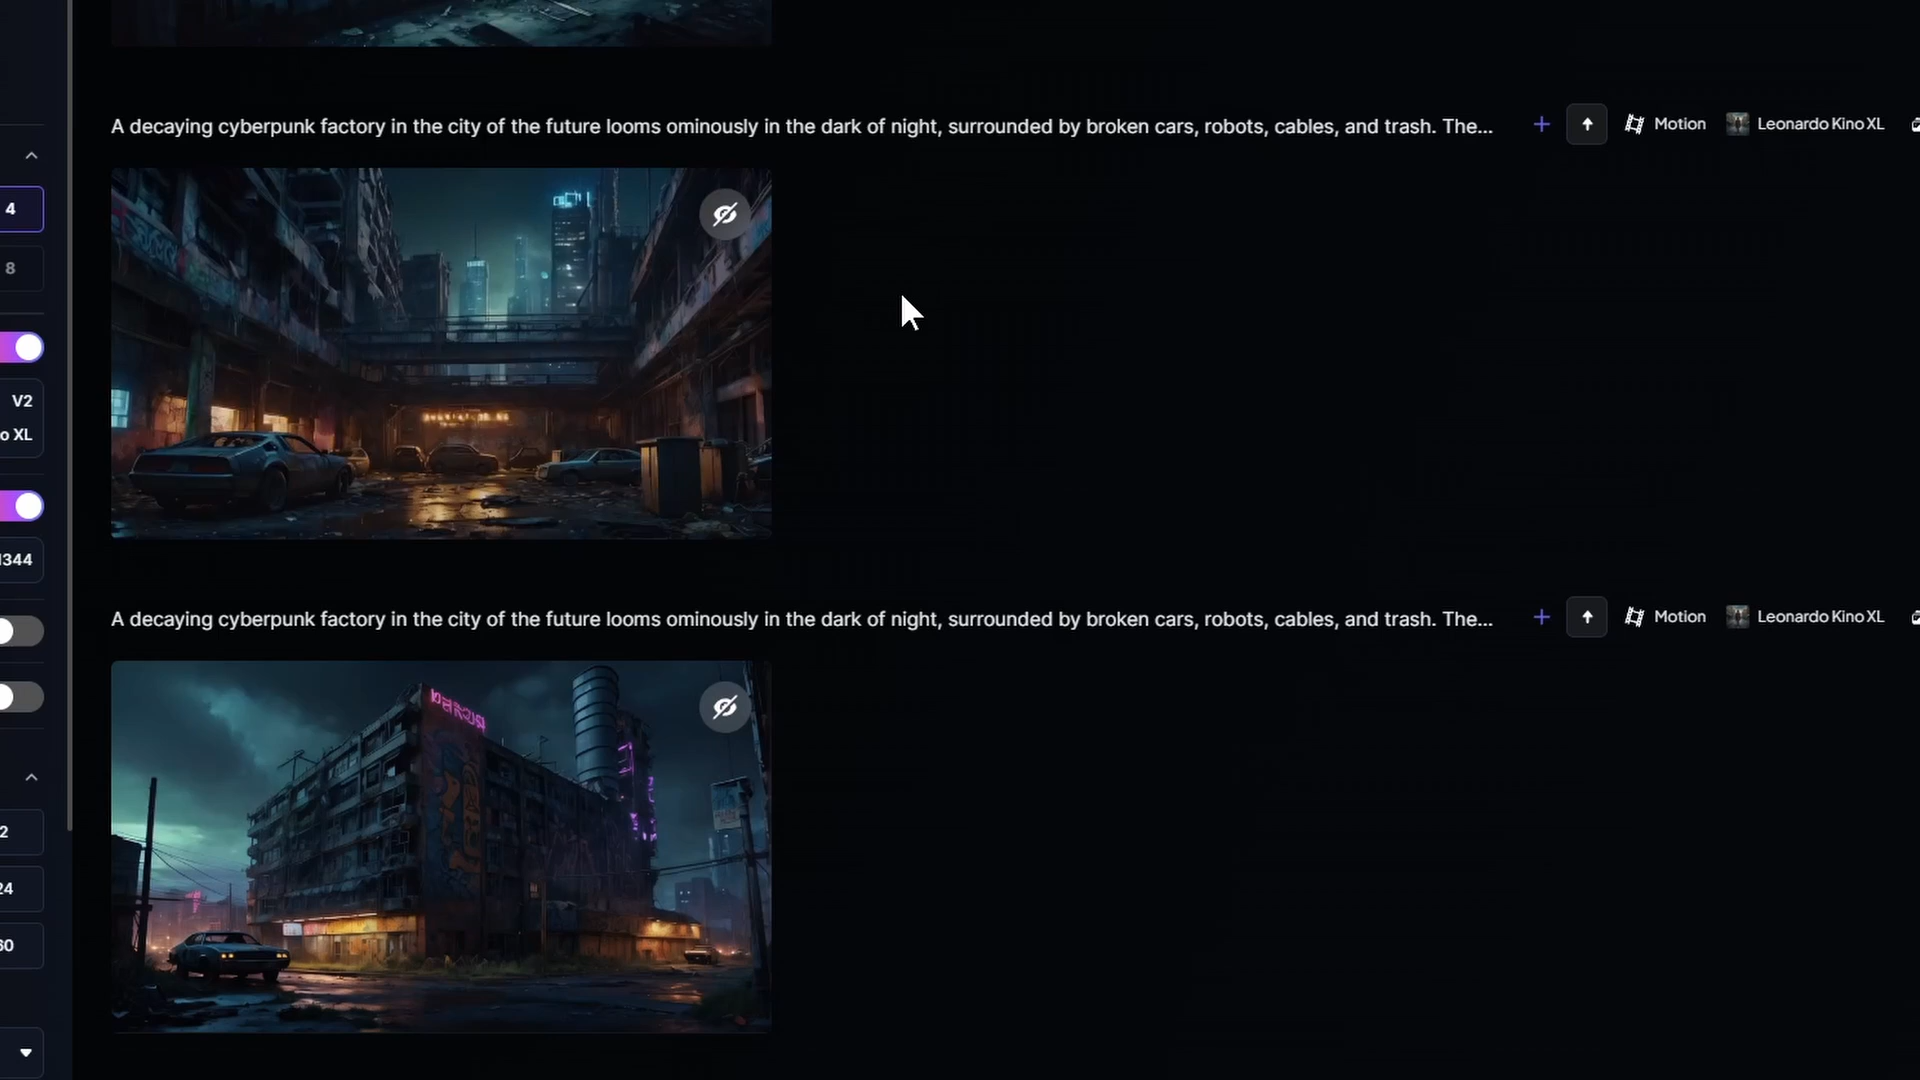 A decaying cyberpunk factory in the city of the future looms ominously in the dark of night, surrounded by broken cars, robots, cables, and trash. The... Motion Leonardo Kino XL
4
8
V2
o XL
1344
A decaying cyberpunk factory in the city of the future looms ominously in the dark of night, surrounded by broken cars, robots, cables, and trash. The... Motion Leonardo Kino XL
2
24
60